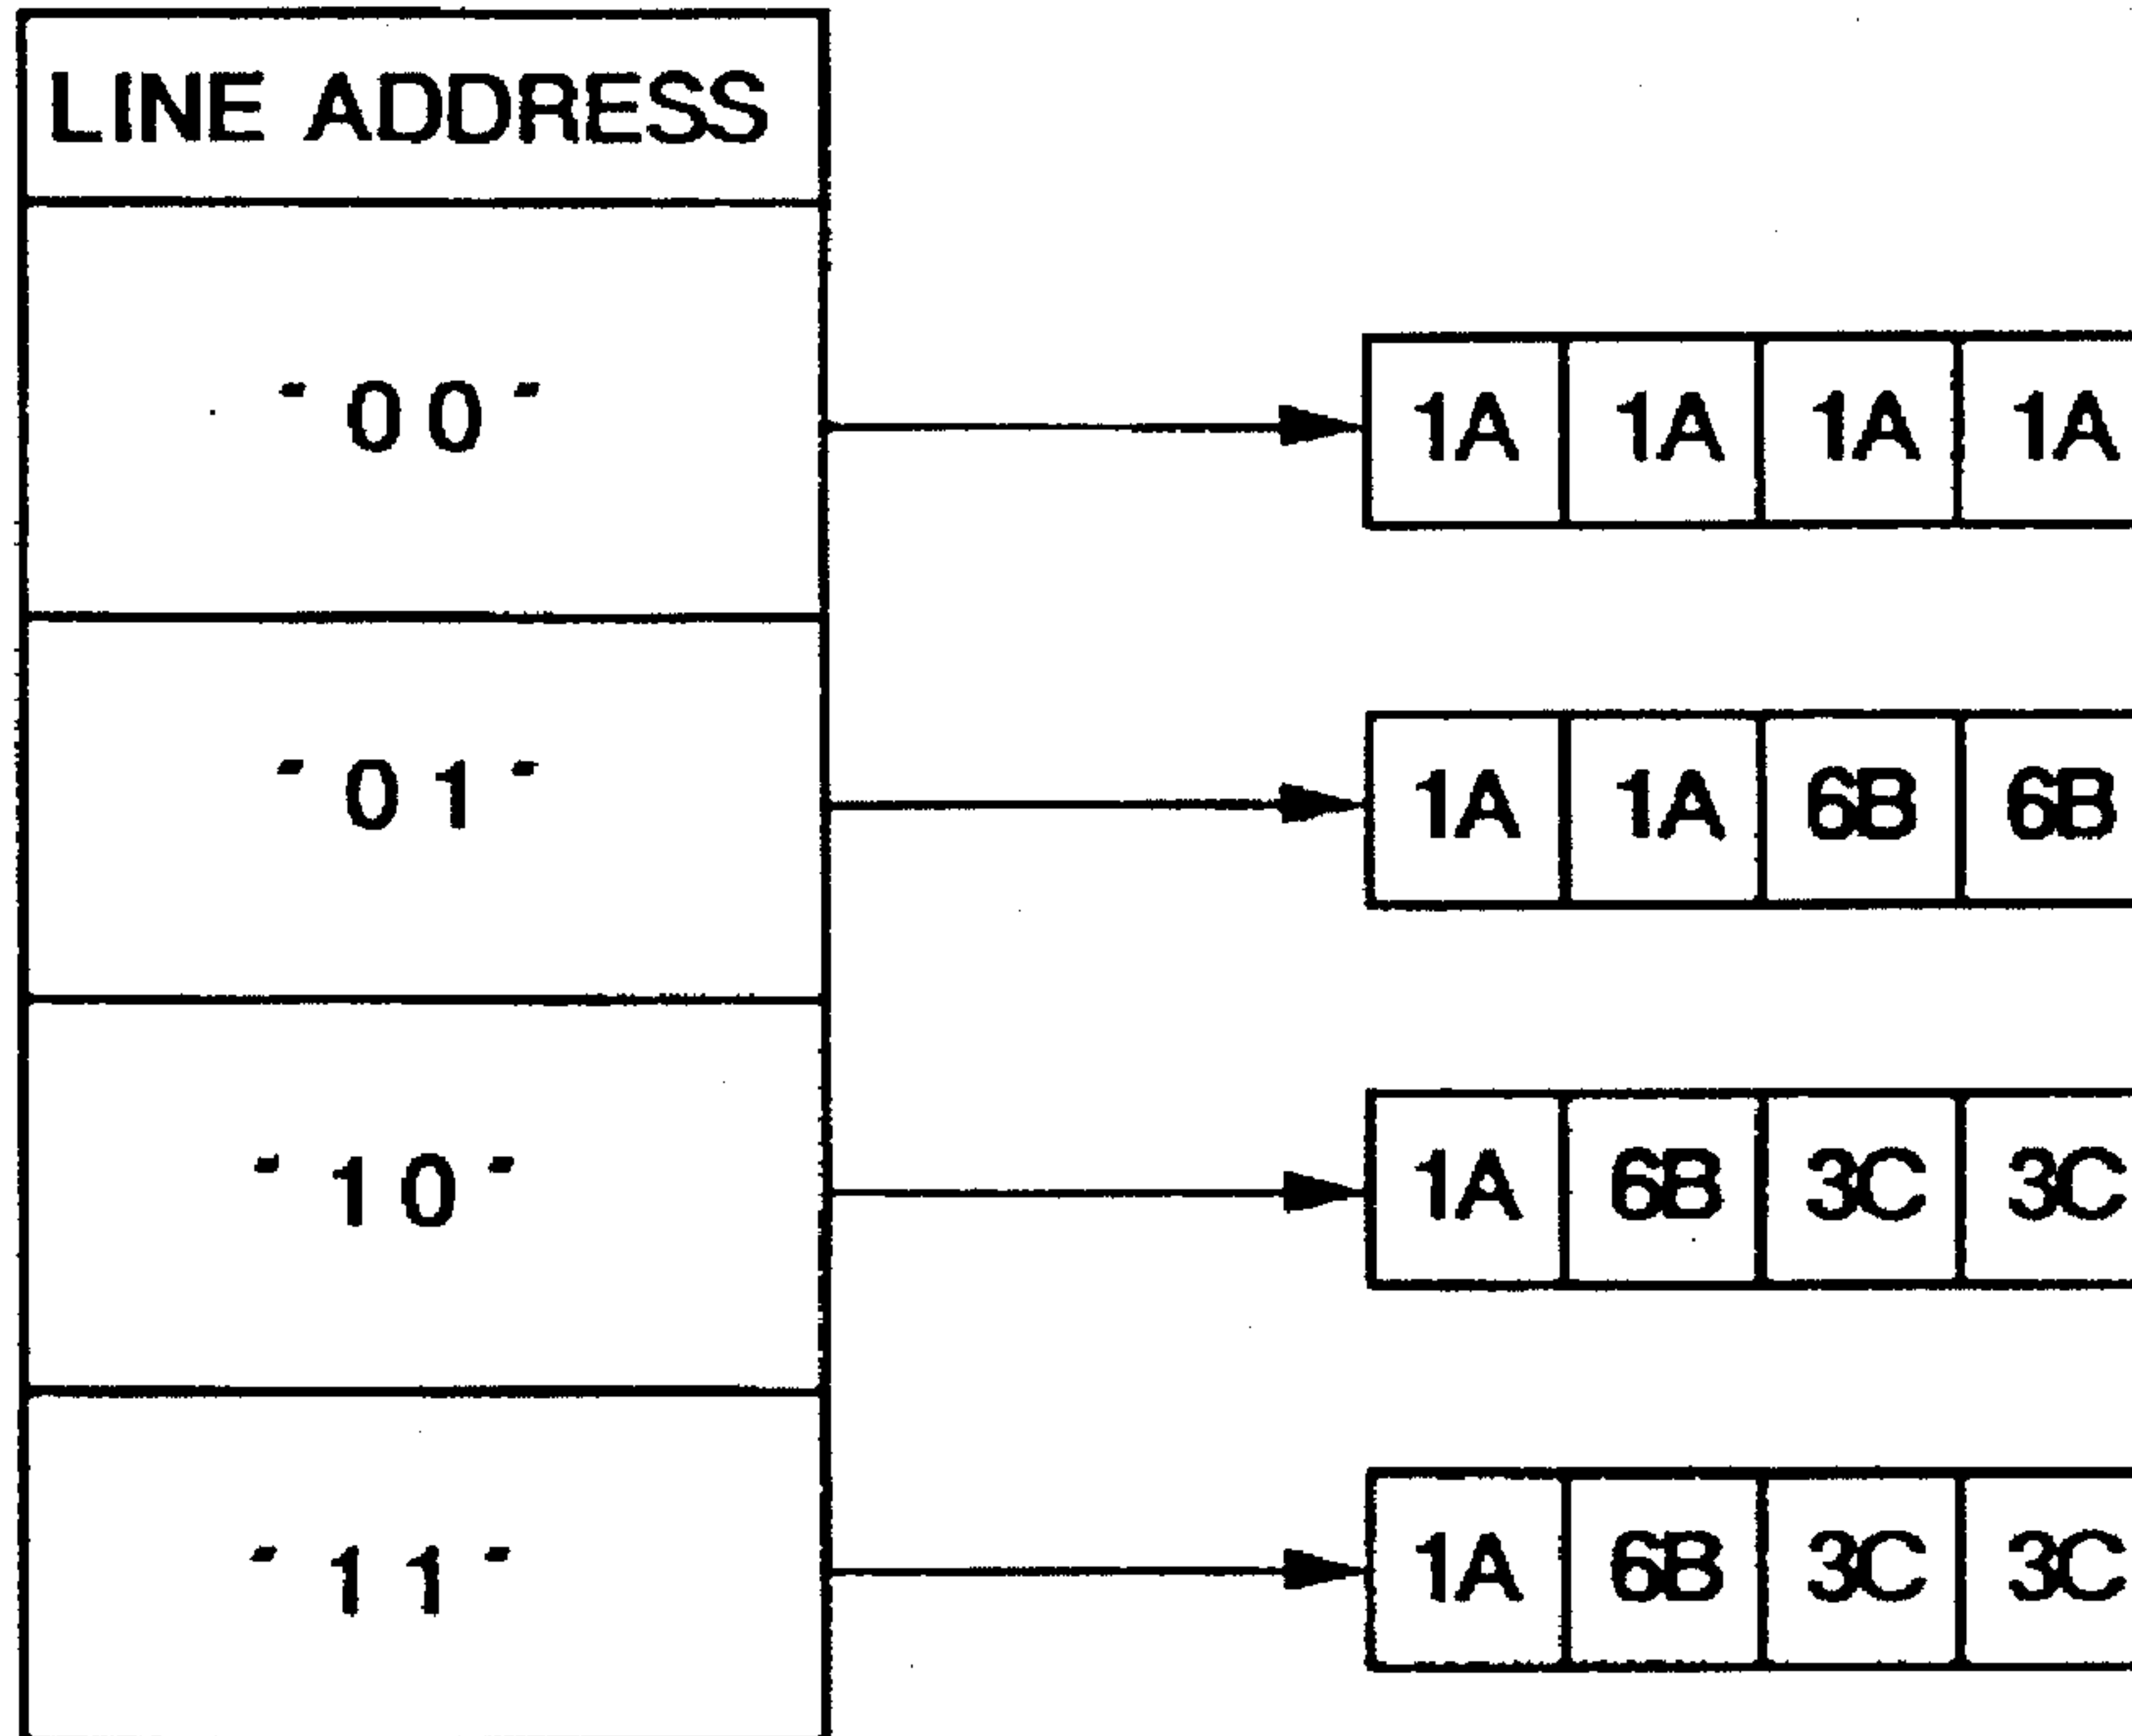 LINE ADDRESS
"00" 1A 1A 1A 1A
"01" 1A 1A 6B 6B
"10" 1A 6B 3C 3C
"11" 1A 6B 3C 3C